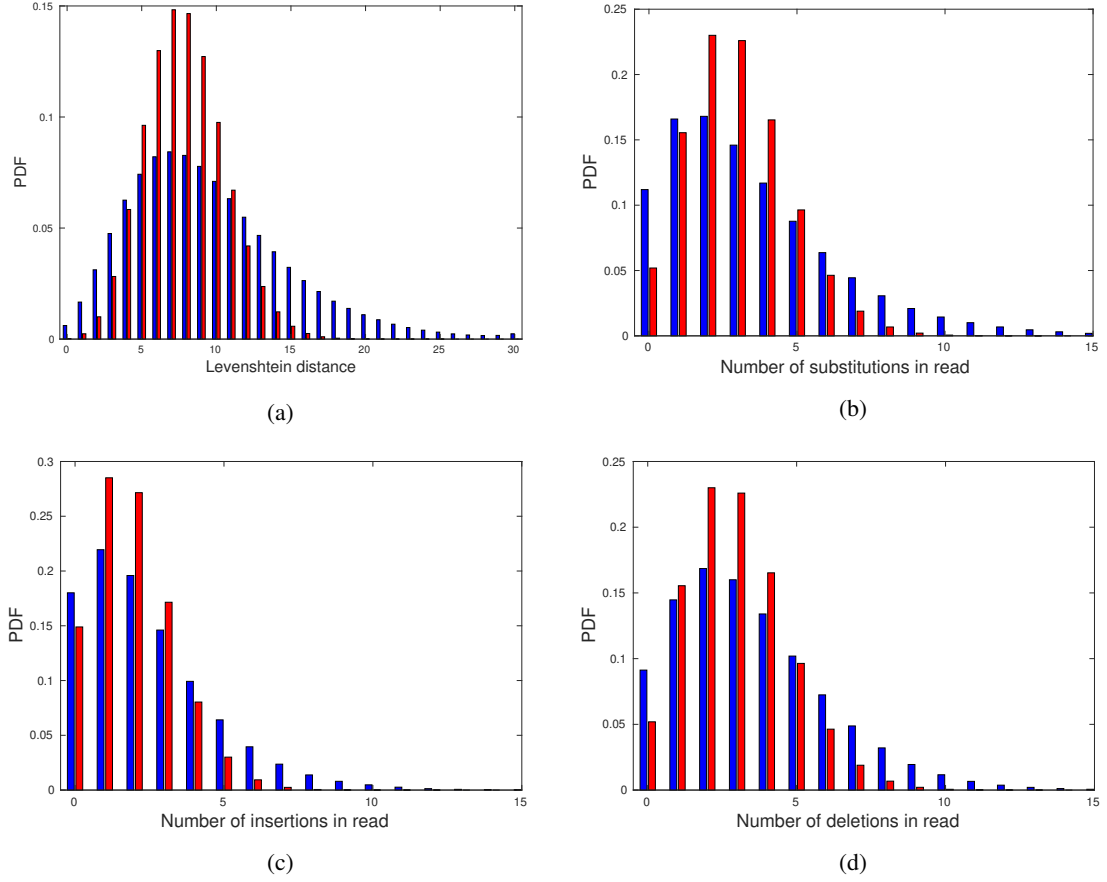 0.15
0.1
0.05
0
PDF
0 5 10 15 20 25 30
Levenshtein distance
(a)
0.25
0.2
0.15
0.1
0.05
0
PDF
0 5 10 15
Number of substitutions in read
(b)
0.3
0.25
0.2
0.15
0.1
0.05
0
PDF
0 5 10 15
Number of insertions in read
(c)
0.25
0.2
0.15
0.1
0.05
0
PDF
0 5 10 15
Number of deletions in read
(d)